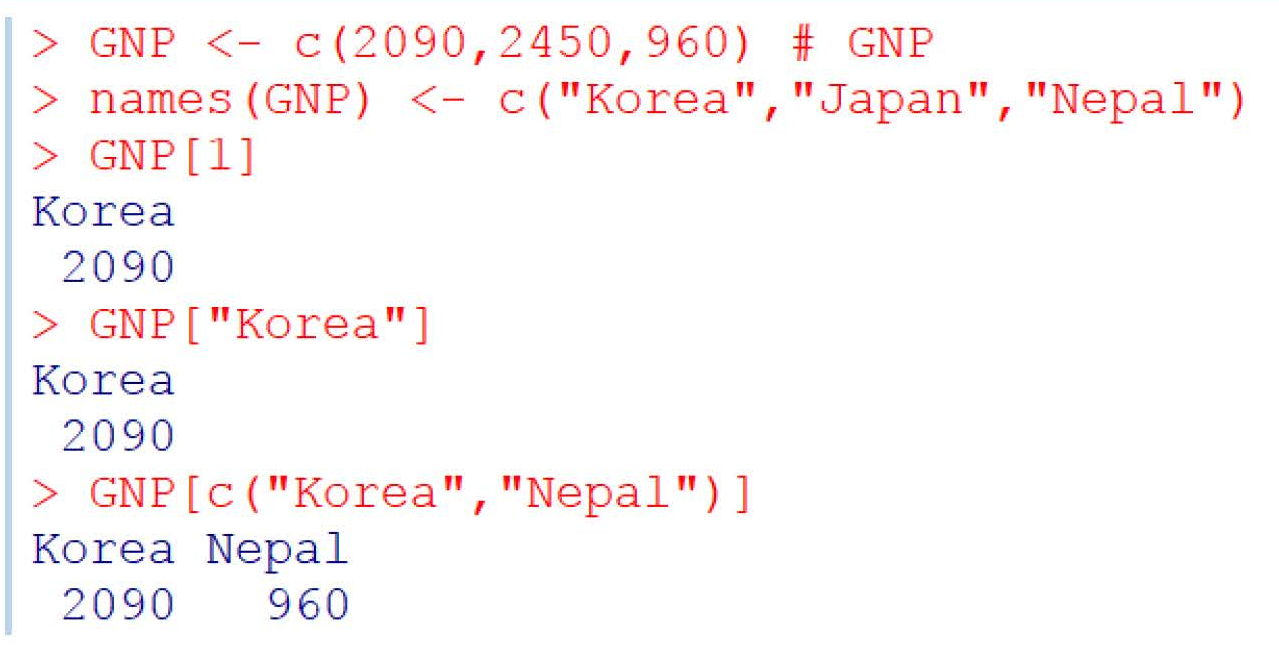 > GNP <- c(2090,2450,960) # GNP
> names(GNP) <- c("Korea","Japan","Nepal")
> GNP[1]
Korea
 2090
> GNP["Korea"]
Korea
 2090
> GNP[c("Korea","Nepal")]
Korea Nepal
 2090   960